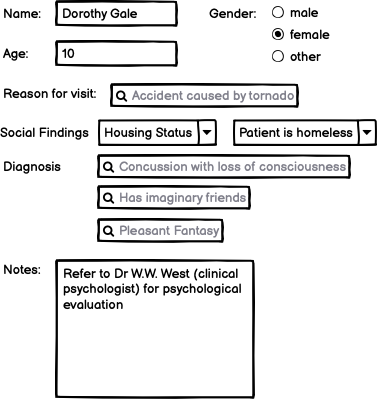 Name: Dorothy Gale Gender: male
female
Age: 10 other
Reason for visit: Accident caused by tornado
Social Findings Housing Status Patient is homeless
Diagnosis Concussion with loss of consciousness
Has imaginary friends
Pleasant Fantasy
Notes: Refer to Dr W.W. West (clinical
psychologist) for psychological
evaluation